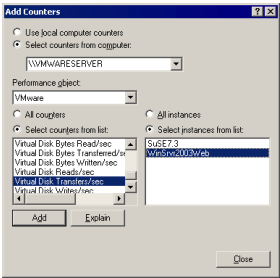 Add Counters
Use local computer counters
Select counters from computer:
\\VMWARESERVER
Performance object:
VMware
All counters
Select counters from list:
Virtual Disk Bytes Read/sec
Virtual Disk Bytes Transferred/se
Virtual Disk Bytes Written/sec
Virtual Disk Reads/sec
Virtual Disk Transfers/sec
Virtual Disk Writes/sec
All instances
Select instances from list:
SuSE7.3
WinSrvr2003Web
Add
Explain
Close